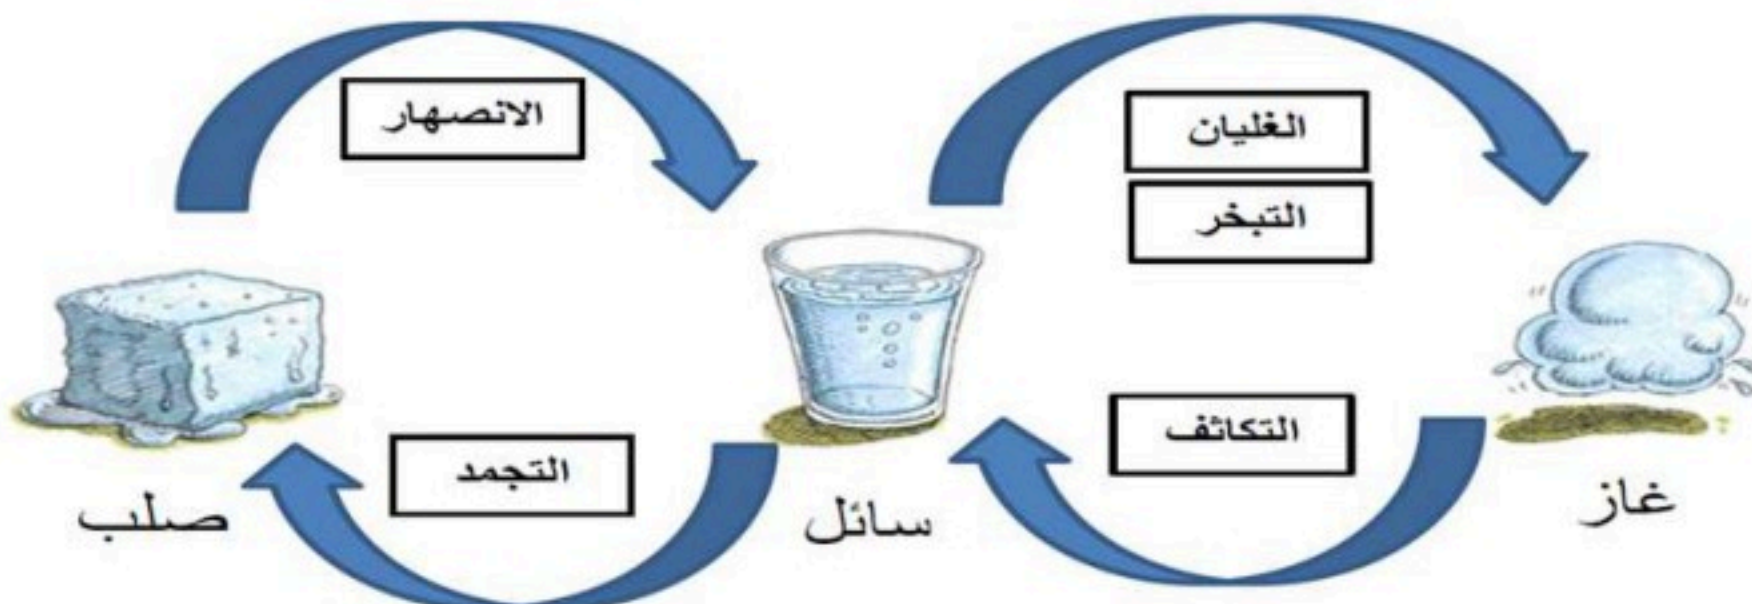 الانصهار
الغليان
التبخر
التكاثف
التجمد
غاز
سائل
صلب